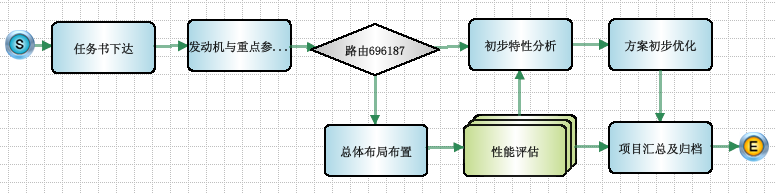 S
任务书下达
发动机与重点参...
路由696187
初步特性分析
方案初步优化
总体布局布置
性能评估
项目汇总及归档
E